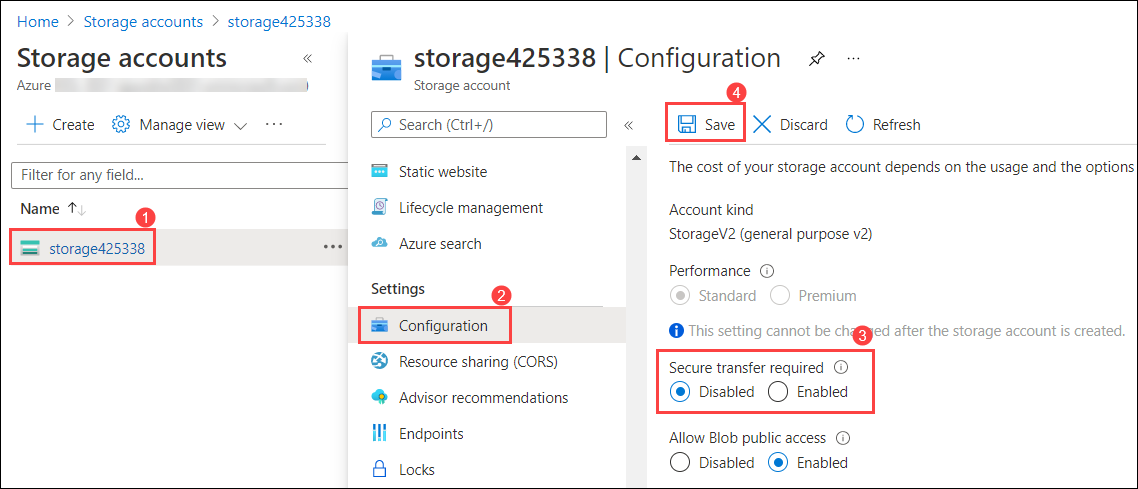 Home > Storage accounts > storage425338
Storage accounts «
Azure
+ Create Manage view ···
Filter for any field...
Name ↑↓
1
storage425338 ···
storage425338 | Configuration ···
Storage account
Search (Ctrl+/) «
Static website
Lifecycle management
Azure search
Settings
2
Configuration
Resource sharing (CORS)
Advisor recommendations
Endpoints
Locks
4
Save Discard Refresh
The cost of your storage account depends on the usage and the options
Account kind
StorageV2 (general purpose v2)
Performance
Standard Premium
This setting cannot be changed after the storage account is created.
3
Secure transfer required
Disabled Enabled
Allow Blob public access
Disabled Enabled